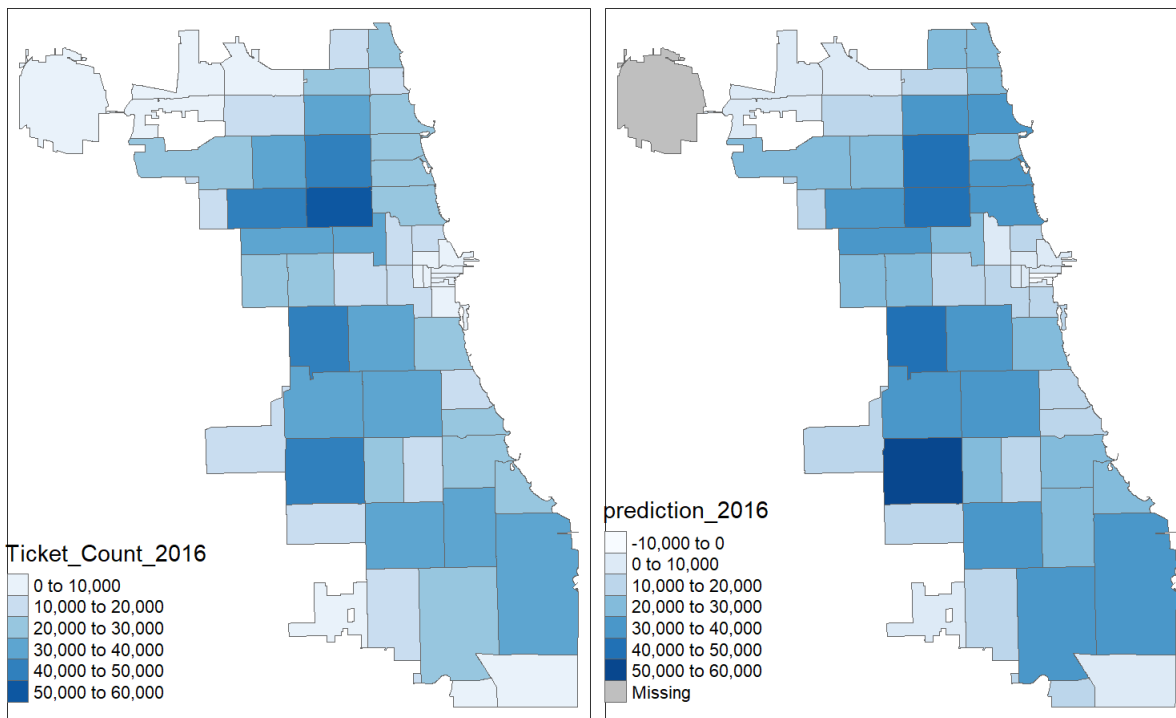 Ticket_Count_2016
0 to 10,000
10,000 to 20,000
20,000 to 30,000
30,000 to 40,000
40,000 to 50,000
50,000 to 60,000
prediction_2016
-10,000 to 0
0 to 10,000
10,000 to 20,000
20,000 to 30,000
30,000 to 40,000
40,000 to 50,000
50,000 to 60,000
Missing